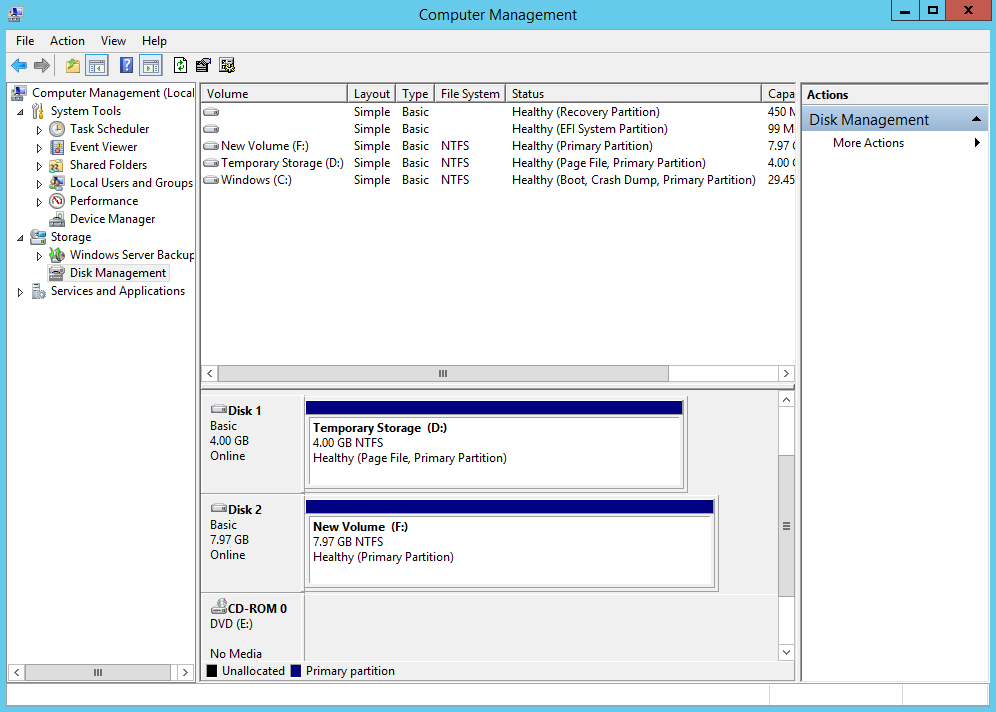 Computer Management
File Action View Help
Computer Management (Local
System Tools
Task Scheduler
Event Viewer
Shared Folders
Local Users and Groups
Performance
Device Manager
Storage
Windows Server Backup
Disk Management
Services and Applications
Volume Layout Type File System Status Capa
Simple Basic Healthy (Recovery Partition) 450 M
Simple Basic Healthy (EFI System Partition) 99 M
New Volume (F:) Simple Basic NTFS Healthy (Primary Partition) 7.97 G
Temporary Storage (D:) Simple Basic NTFS Healthy (Page File, Primary Partition) 4.00 G
Windows (C:) Simple Basic NTFS Healthy (Boot, Crash Dump, Primary Partition) 29.45
Disk 1
Basic
4.00 GB
Online
Temporary Storage (D:)
4.00 GB NTFS
Healthy (Page File, Primary Partition)
Disk 2
Basic
7.97 GB
Online
New Volume (F:)
7.97 GB NTFS
Healthy (Primary Partition)
CD-ROM 0
DVD (E:)
No Media
Unallocated Primary partition
Actions
Disk Management
More Actions